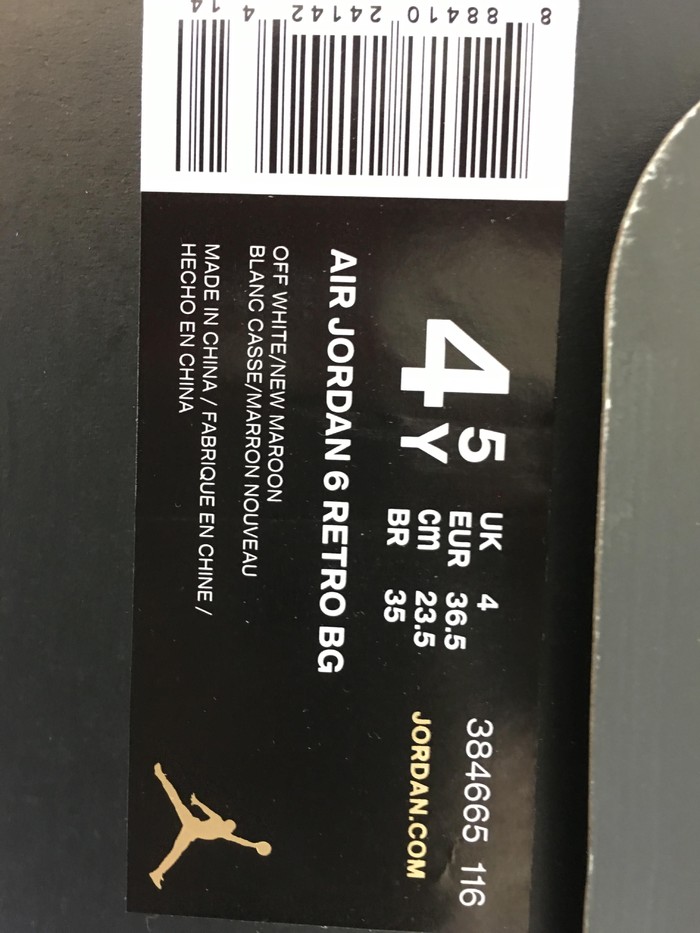 8 88410 24142 4 14
4 5
Y
UK 4
EUR 36.5
cm 23.5
BR 35
384665 116
JORDAN.COM
AIR JORDAN 6 RETRO BG
OFF WHITE/NEW MAROON
BLANC CASSE/MARRON NOUVEAU
MADE IN CHINA / FABRIQUE EN CHINE /
HECHO EN CHINA